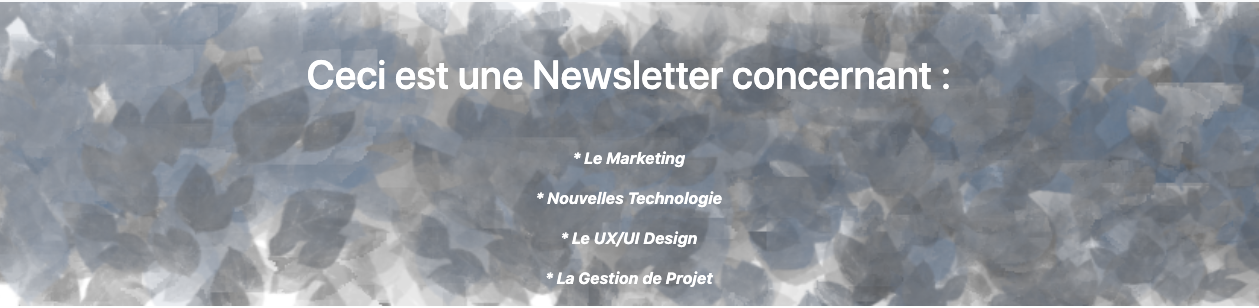 Ceci est une Newsletter concernant :
* Le Marketing
* Nouvelles Technologie
* Le UX/UI Design
* La Gestion de Projet